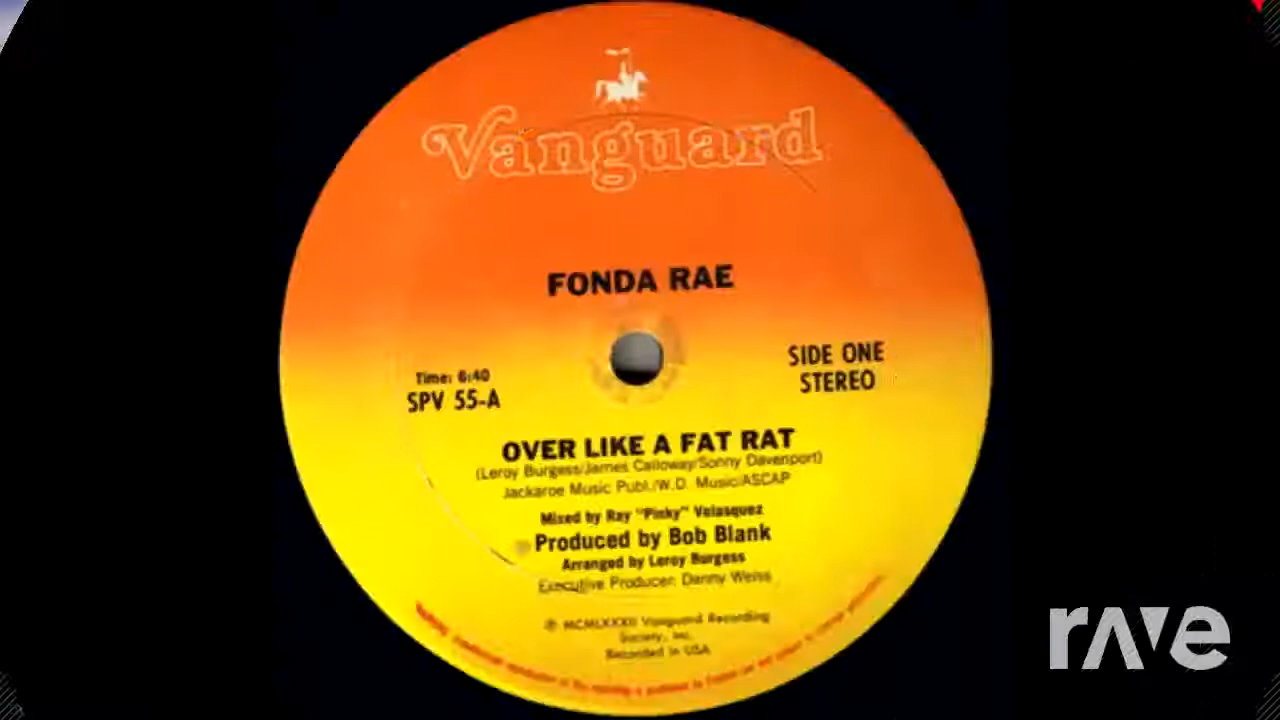 Vanguard
FONDA RAE
Time: 6:40
SPV 55-A
SIDE ONE
STEREO
OVER LIKE A FAT RAT
(Leroy Burgess/James Calloway/Sonny Davenport)
Jackaroe Music Publ./W.D. Music/ASCAP
Mixed by Ray "Pinky" Velasquez
Produced by Bob Blank
Arranged by Leroy Burgess
Executive Producer: Danny Weiss
℗ MCMLXXXII Vanguard Recording
Society, Inc.
Recorded in USA
rave